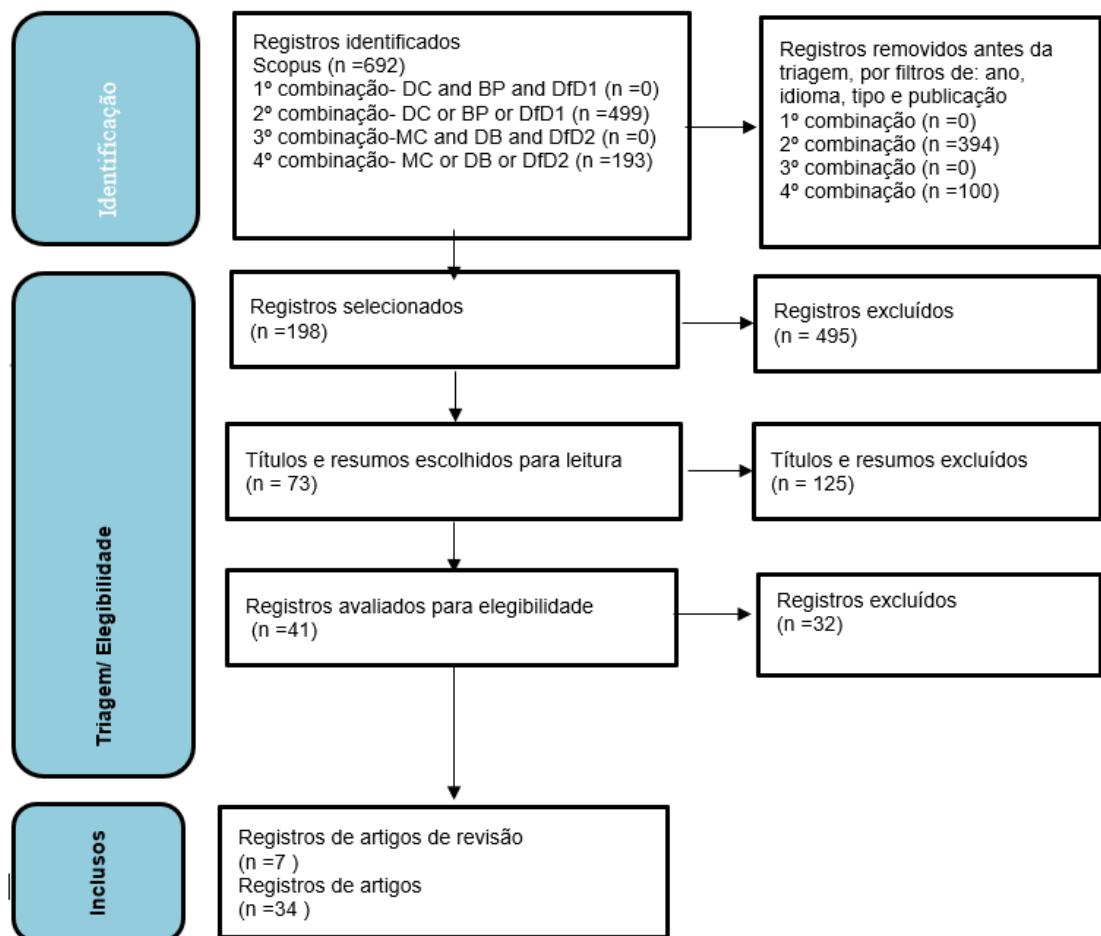 Identificação
Registros identificados
Scopus (n =692)
1º combinação- DC and BP and DfD1 (n =0)
2º combinação- DC or BP or DfD1 (n =499)
3º combinação-MC and DB and DfD2 (n =0)
4º combinação- MC or DB or DfD2 (n =193)
Registros removidos antes da
triagem, por filtros de: ano,
idioma, tipo e publicação
1º combinação (n =0)
2º combinação (n =394)
3º combinação (n =0)
4º combinação (n =100)
Triagem/ Elegibilidade
Registros selecionados
(n =198)
Registros excluídos
(n = 495)
Títulos e resumos escolhidos para leitura
(n = 73)
Títulos e resumos excluídos
(n = 125)
Registros avaliados para elegibilidade
(n =41)
Registros excluídos
(n =32)
Inclusos
Registros de artigos de revisão
(n =7 )
Registros de artigos
(n =34 )